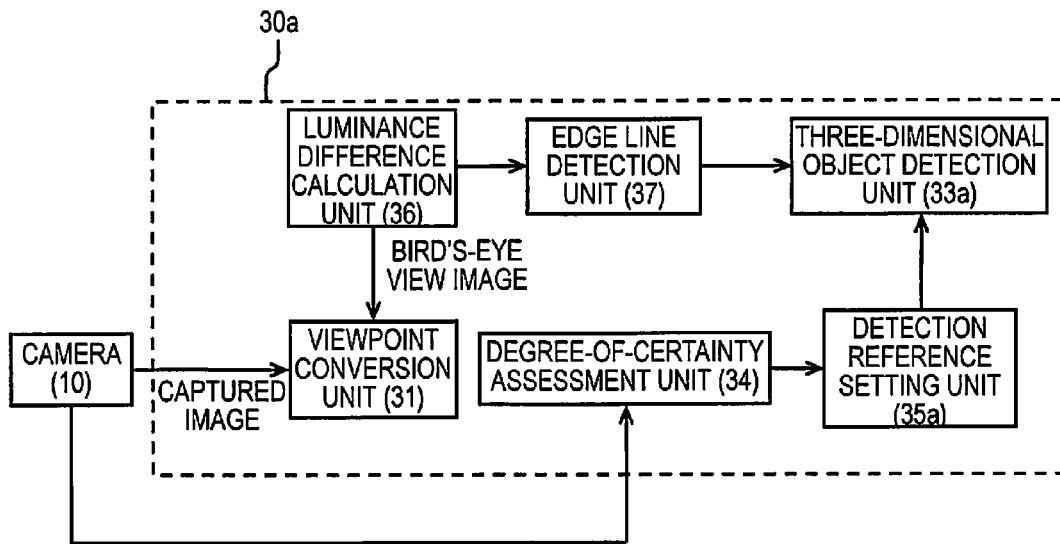 30a
LUMINANCE
DIFFERENCE
CALCULATION
UNIT (36)
EDGE LINE
DETECTION
UNIT (37)
THREE-DIMENSIONAL
OBJECT DETECTION
UNIT (33a)
BIRD'S-EYE
VIEW IMAGE
CAMERA
(10)
CAPTURED
IMAGE
VIEWPOINT
CONVERSION
UNIT (31)
DEGREE-OF-CERTAINTY
ASSESSMENT UNIT (34)
DETECTION
REFERENCE
SETTING UNIT
(35a)